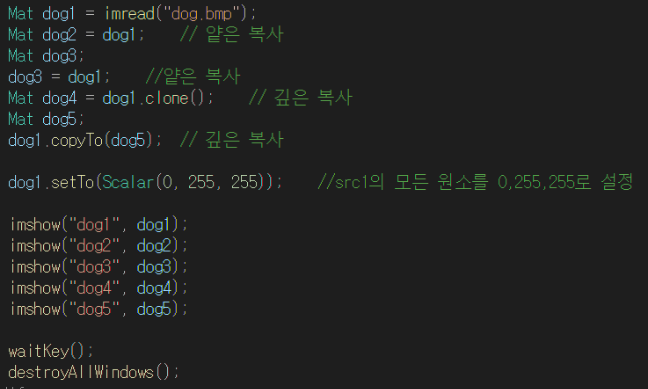 Mat dog1 = imread("dog.bmp");
Mat dog2 = dog1;    // 얕은 복사
Mat dog3;
dog3 = dog1;    //얕은 복사
Mat dog4 = dog1.clone();    // 깊은 복사
Mat dog5;
dog1.copyTo(dog5);  // 깊은 복사
dog1.setTo(Scalar(0, 255, 255));    //src1의 모든 원소를 0,255,255로 설정
imshow("dog1", dog1);
imshow("dog2", dog2);
imshow("dog3", dog3);
imshow("dog4", dog4);
imshow("dog5", dog5);
waitKey();
destroyAllWindows();